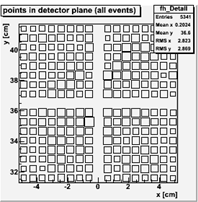 points in detector plane (all events)
fh_Detail
Entries 5341
Mean x 0.2024
Mean y 36.6
RMS x 2.823
RMS y 2.869
y [cm]
40
38
36
34
32
-4 -2 0 2 4
x [cm]